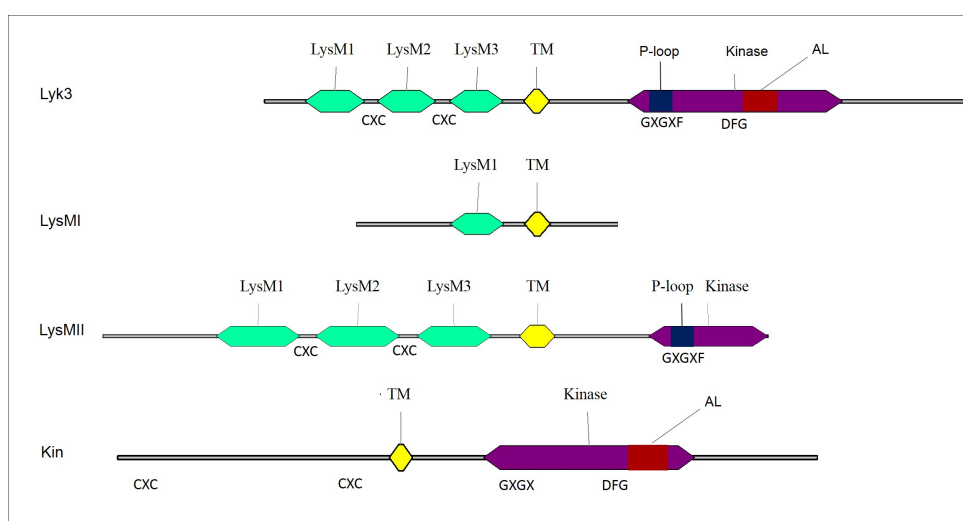 LysM1 LysM2 LysM3 TM
P-loop Kinase AL
Lyk3
CXC CXC GXGXF DFG
LysM1 TM
LysMI
LysM1 LysM2 LysM3 TM P-loop Kinase
LysMII
CXC CXC GXGXF
TM Kinase AL
Kin
CXC CXC GXGX DFG